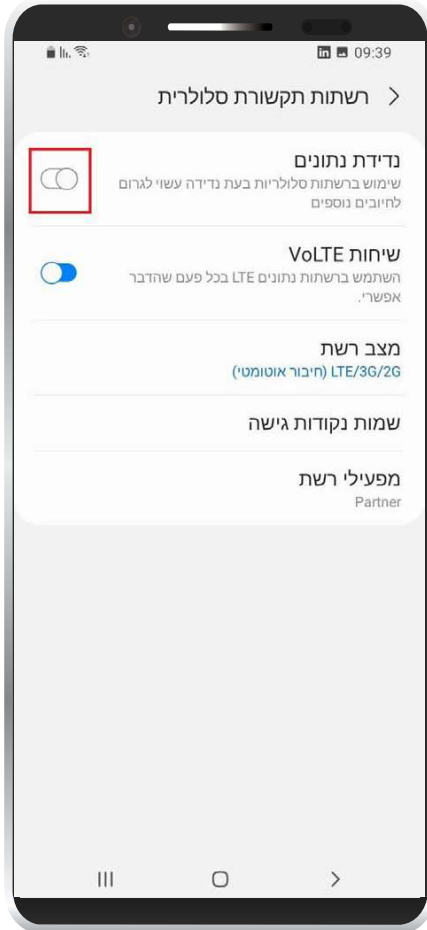 09:39
רשתות תקשורת סלולרית
נדידת נתונים
שימוש ברשתות סלולריות בעת נדידה עשוי לגרום
לחיובים נוספים
שיחות VoLTE
השתמש ברשתות נתונים LTE בכל פעם שהדבר
אפשרי.
מצב רשת
LTE/3G/2G (חיבור אוטומטי)
שמות נקודות גישה
מפעילי רשת
Partner